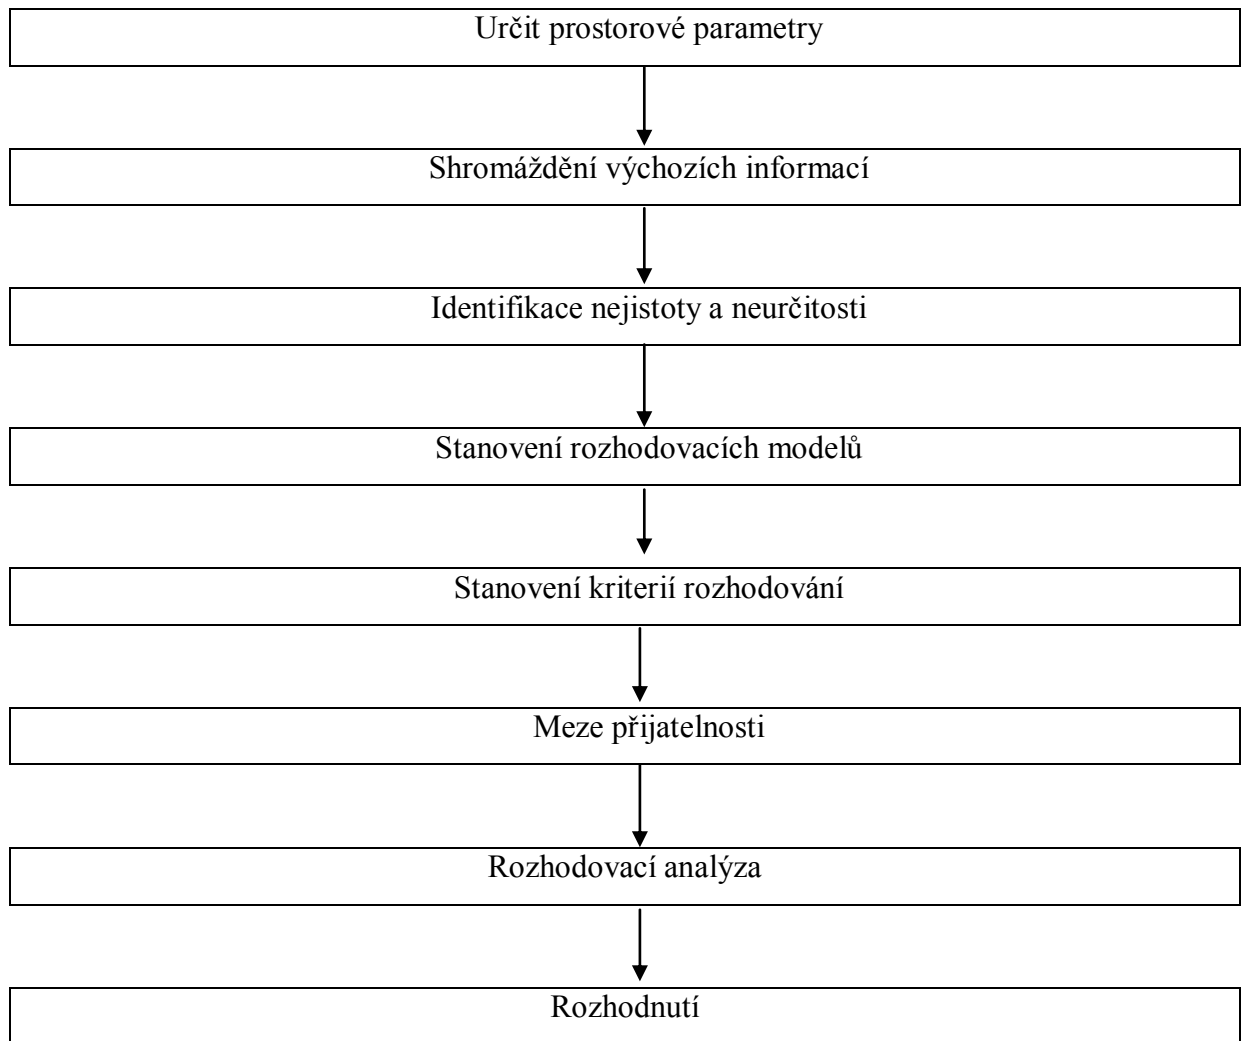 Určit prostorové parametry
Shromáždění výchozích informací
Identifikace nejistoty a neurčitosti
Stanovení rozhodovacích modelů
Stanovení kriterií rozhodování
Meze přijatelnosti
Rozhodovací analýza
Rozhodnutí